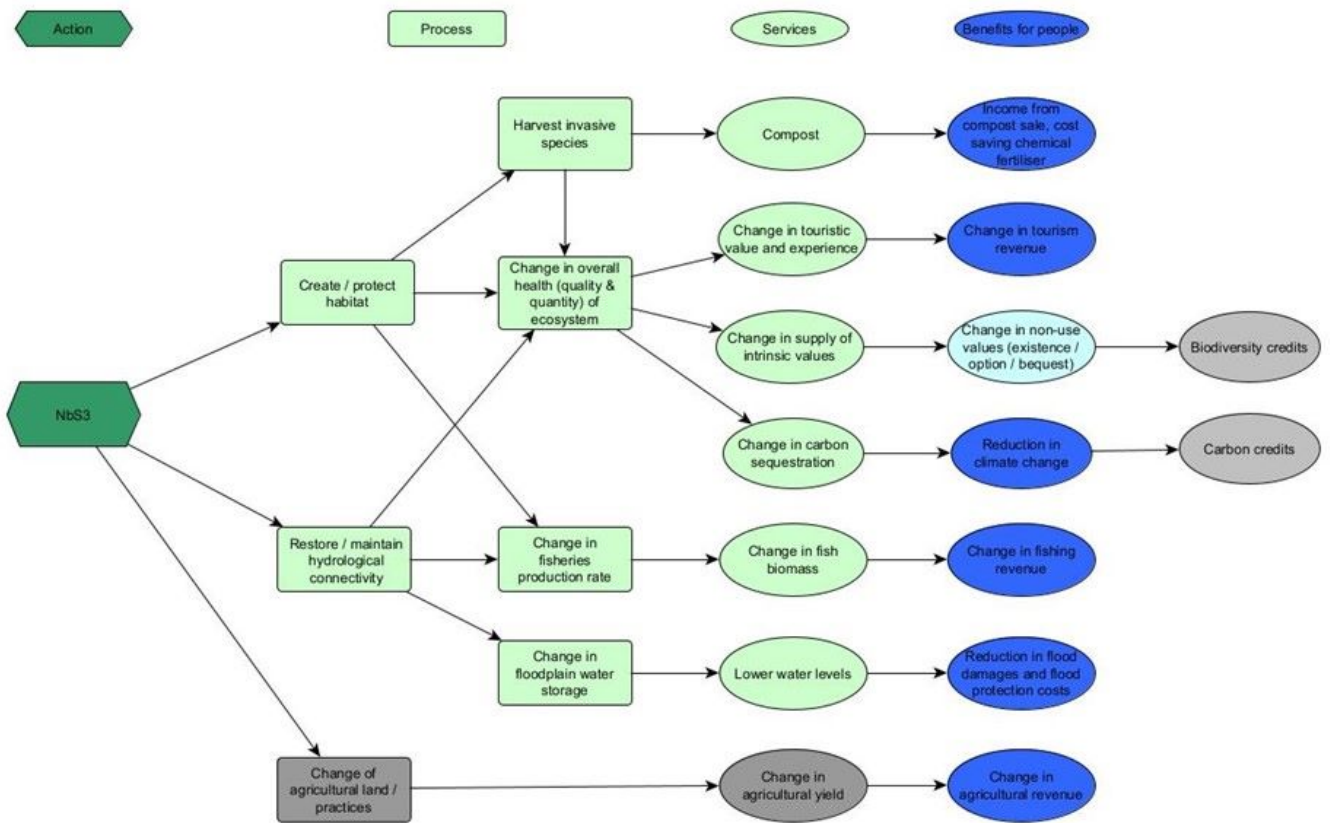 Action
Process
Services
Benefits for people
Harvest invasive
species
Compost
Income from
compost sale, cost
saving chemical
fertiliser
Change in touristic
value and experience
Change in tourism
revenue
Create / protect
habitat
Change in overall
health (quality &
quantity) of
ecosystem
Change in supply of
intrinsic values
Change in non-use
values (existence /
option / bequest)
Biodiversity credits
NbS3
Change in carbon
sequestration
Reduction in
climate change
Carbon credits
Restore / maintain
hydrological
connectivity
Change in
fisheries
production rate
Change in fish
biomass
Change in fishing
revenue
Change in
floodplain water
storage
Lower water levels
Reduction in flood
damages and flood
protection costs
Change of
agricultural land /
practices
Change in
agricultural yield
Change in
agricultural revenue